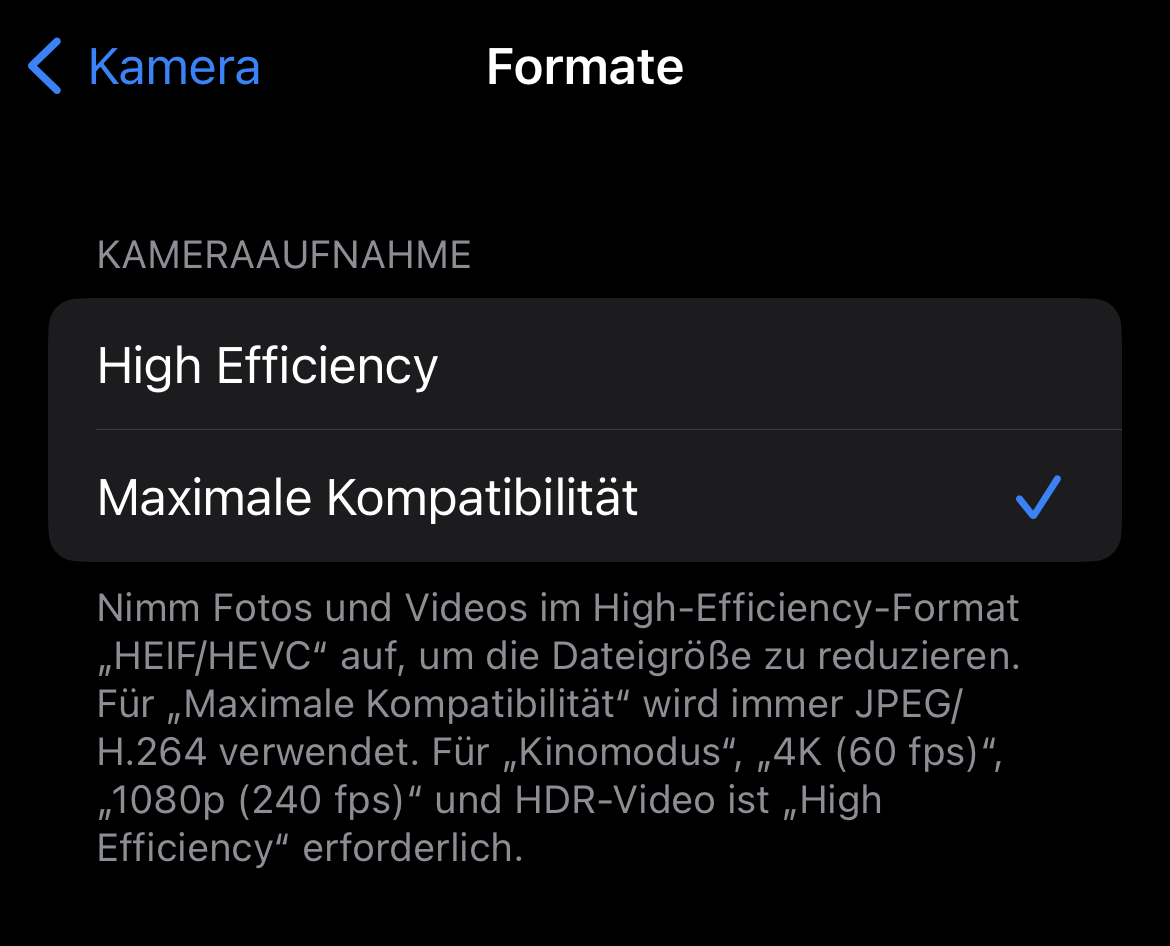 Kamera
Formate
KAMERAAUFNAHME
High Efficiency
Maximale Kompatibilität
Nimm Fotos und Videos im High-Efficiency-Format
„HEIF/HEVC“ auf, um die Dateigröße zu reduzieren.
Für „Maximale Kompatibilität“ wird immer JPEG/
H.264 verwendet. Für „Kinomodus“, „4K (60 fps)“,
„1080p (240 fps)“ und HDR-Video ist „High
Efficiency“ erforderlich.